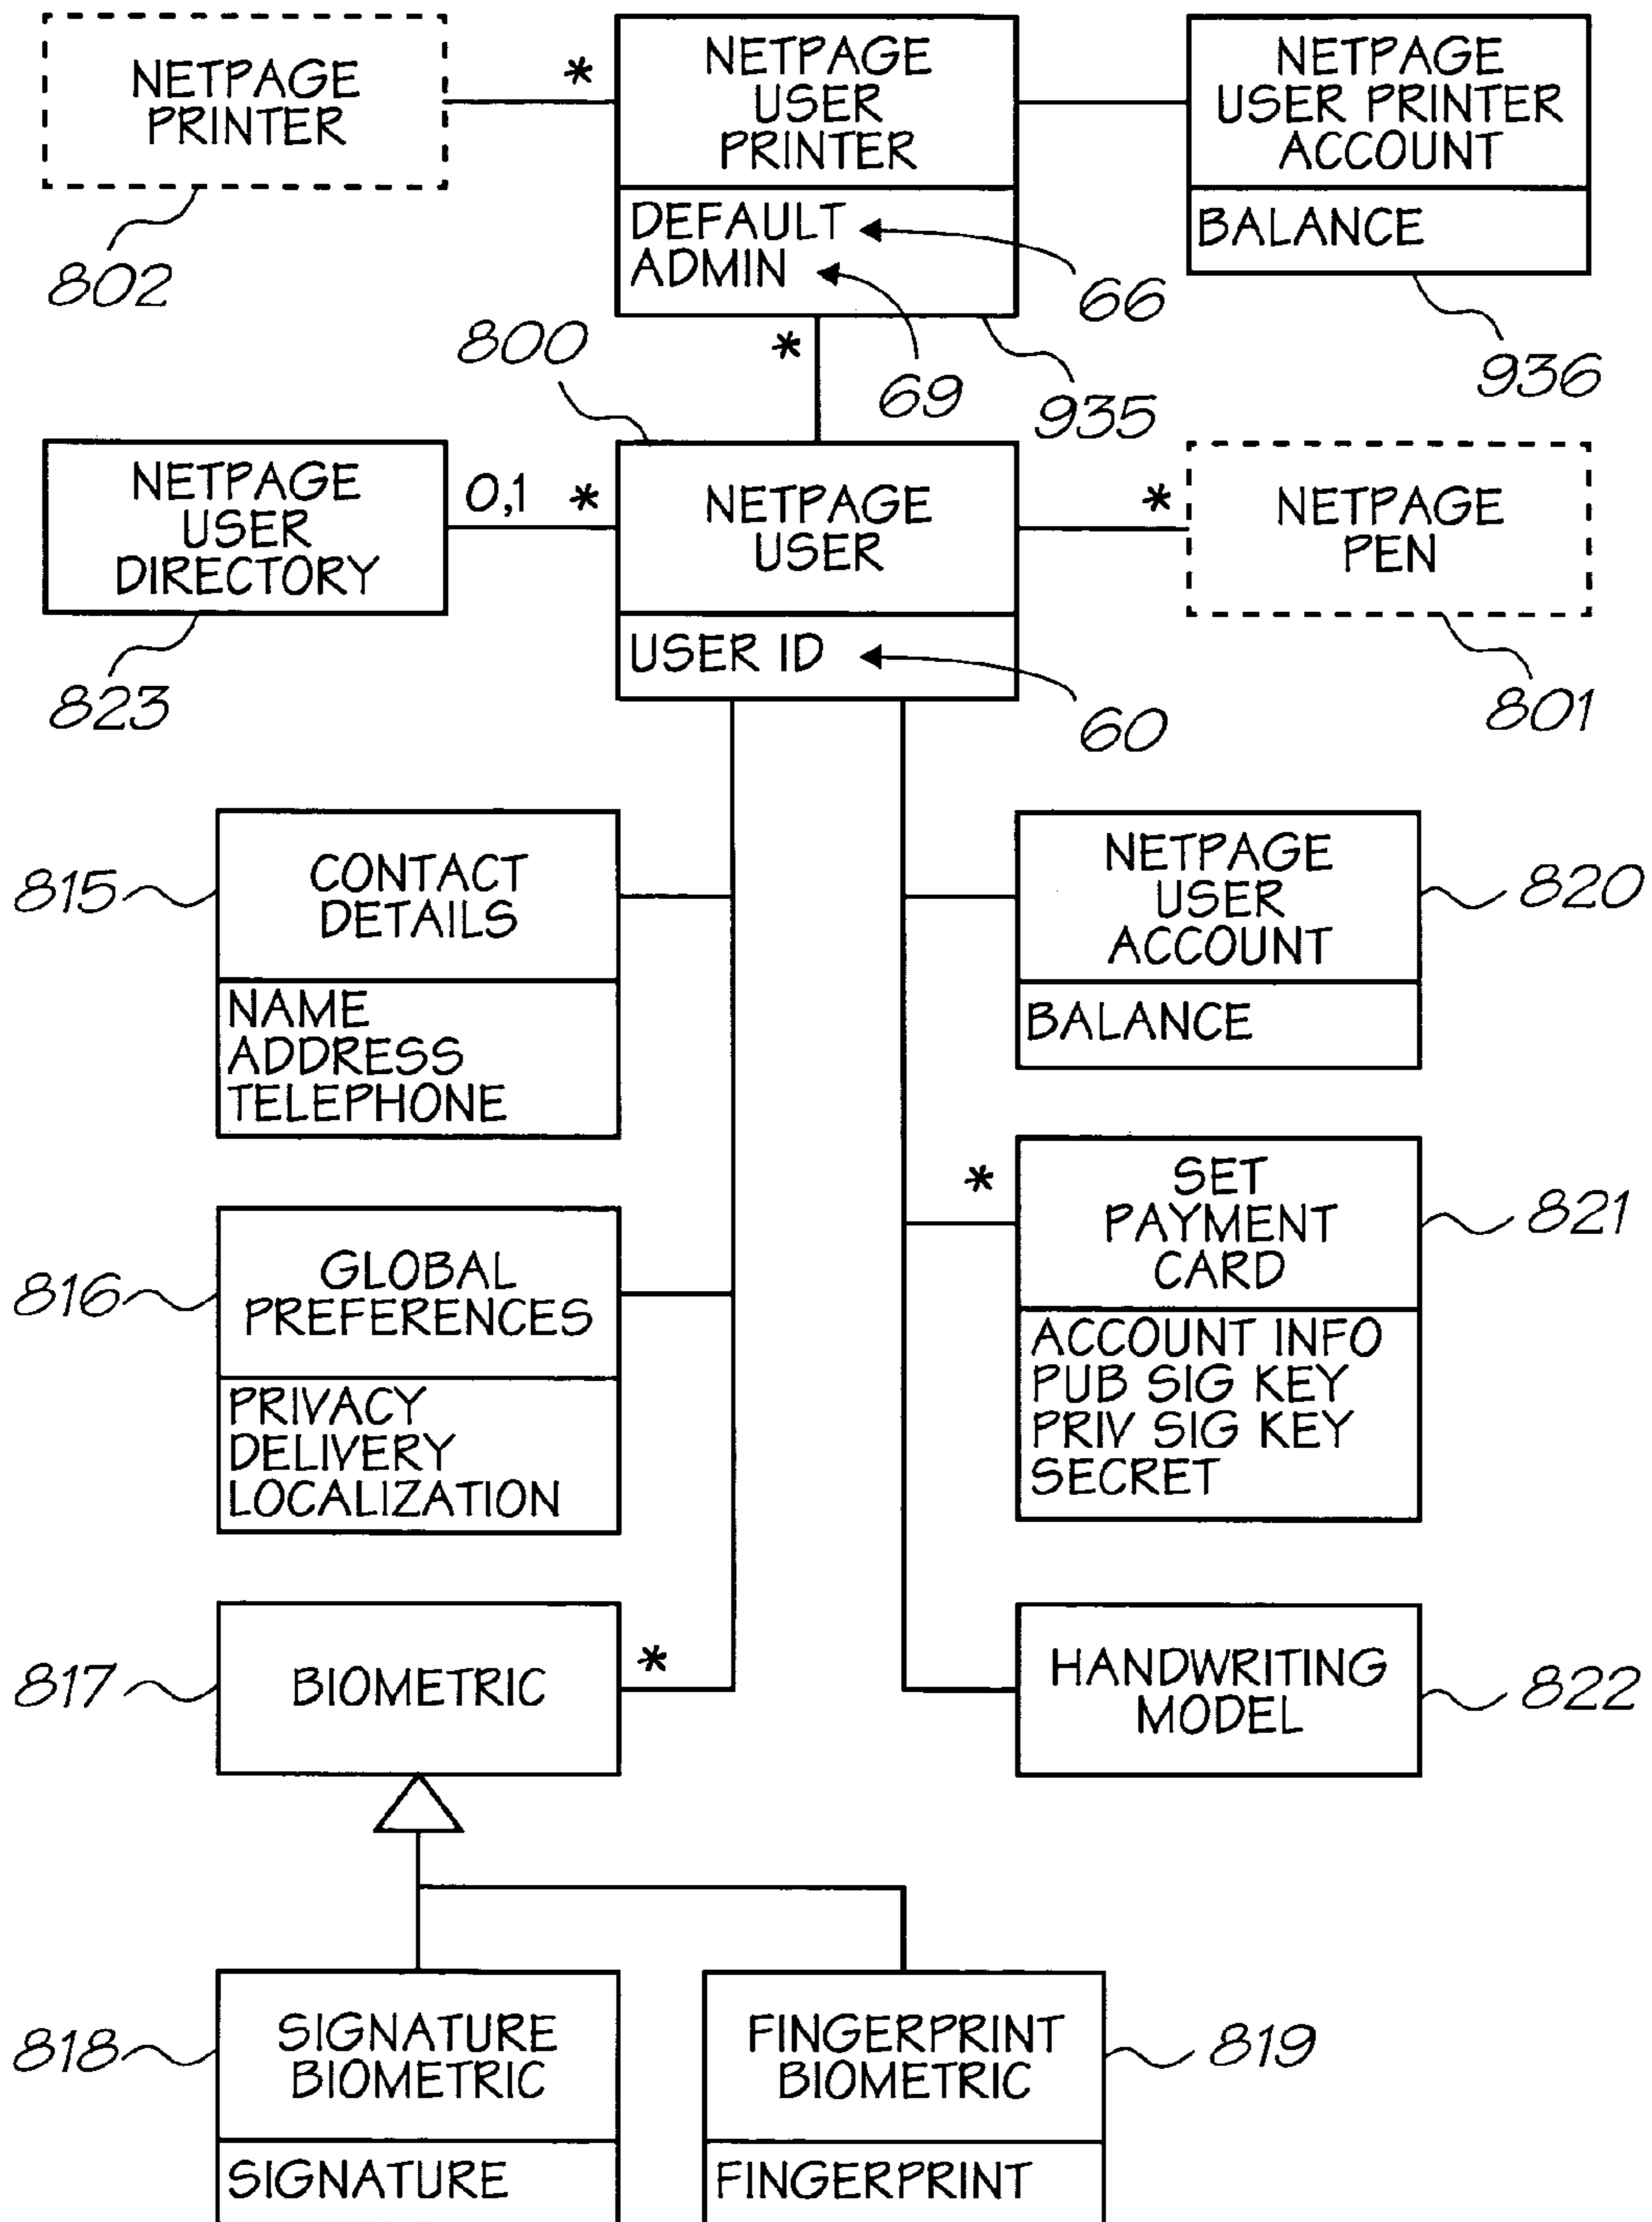 NETPAGE
PRINTER
802
*
NETPAGE
USER
PRINTER
DEFAULT
ADMIN
66
69
935
NETPAGE
USER PRINTER
ACCOUNT
BALANCE
936
*
800
NETPAGE
USER
DIRECTORY
823
0,1 *
NETPAGE
USER
USER ID
60
*
NETPAGE
PEN
801
815
CONTACT
DETAILS
NAME
ADDRESS
TELEPHONE
NETPAGE
USER
ACCOUNT
BALANCE
820
816
GLOBAL
PREFERENCES
PRIVACY
DELIVERY
LOCALIZATION
*
SET
PAYMENT
CARD
ACCOUNT INFO
PUB SIG KEY
PRIV SIG KEY
SECRET
821
817
BIOMETRIC
*
HANDWRITING
MODEL
822
818
SIGNATURE
BIOMETRIC
SIGNATURE
FINGERPRINT
BIOMETRIC
FINGERPRINT
819